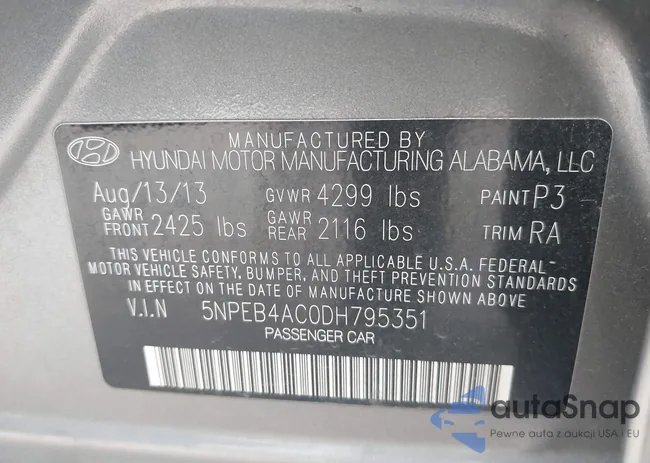 MANUFACTURED BY
HYUNDAI MOTOR MANUFACTURING ALABAMA, LLC
Aug/13/13 GVWR 4299 lbs PAINT P3
GAWR FRONT 2425 lbs GAWR REAR 2116 lbs TRIM RA
THIS VEHICLE CONFORMS TO ALL APPLICABLE U.S.A. FEDERAL
MOTOR VEHICLE SAFETY, BUMPER, AND THEFT PREVENTION STANDARDS
IN EFFECT ON THE DATE OF MANUFACTURE SHOWN ABOVE
V.I.N 5NPEB4AC0DH795351
PASSENGER CAR
autaSnap
Pewne auta z aukcji USA i EU